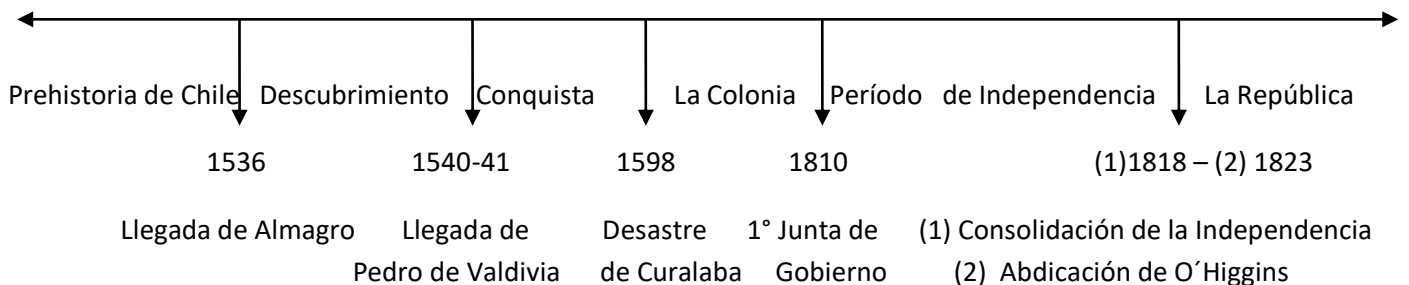 Prehistoria de Chile Descubrimiento Conquista La Colonia Período de Independencia La República
1536 1540-41 1598 1810 (1)1818 – (2) 1823
Llegada de Almagro Llegada de Desastre 1° Junta de (1) Consolidación de la Independencia
Pedro de Valdivia de Curalaba Gobierno (2) Abdicación de O´Higgins